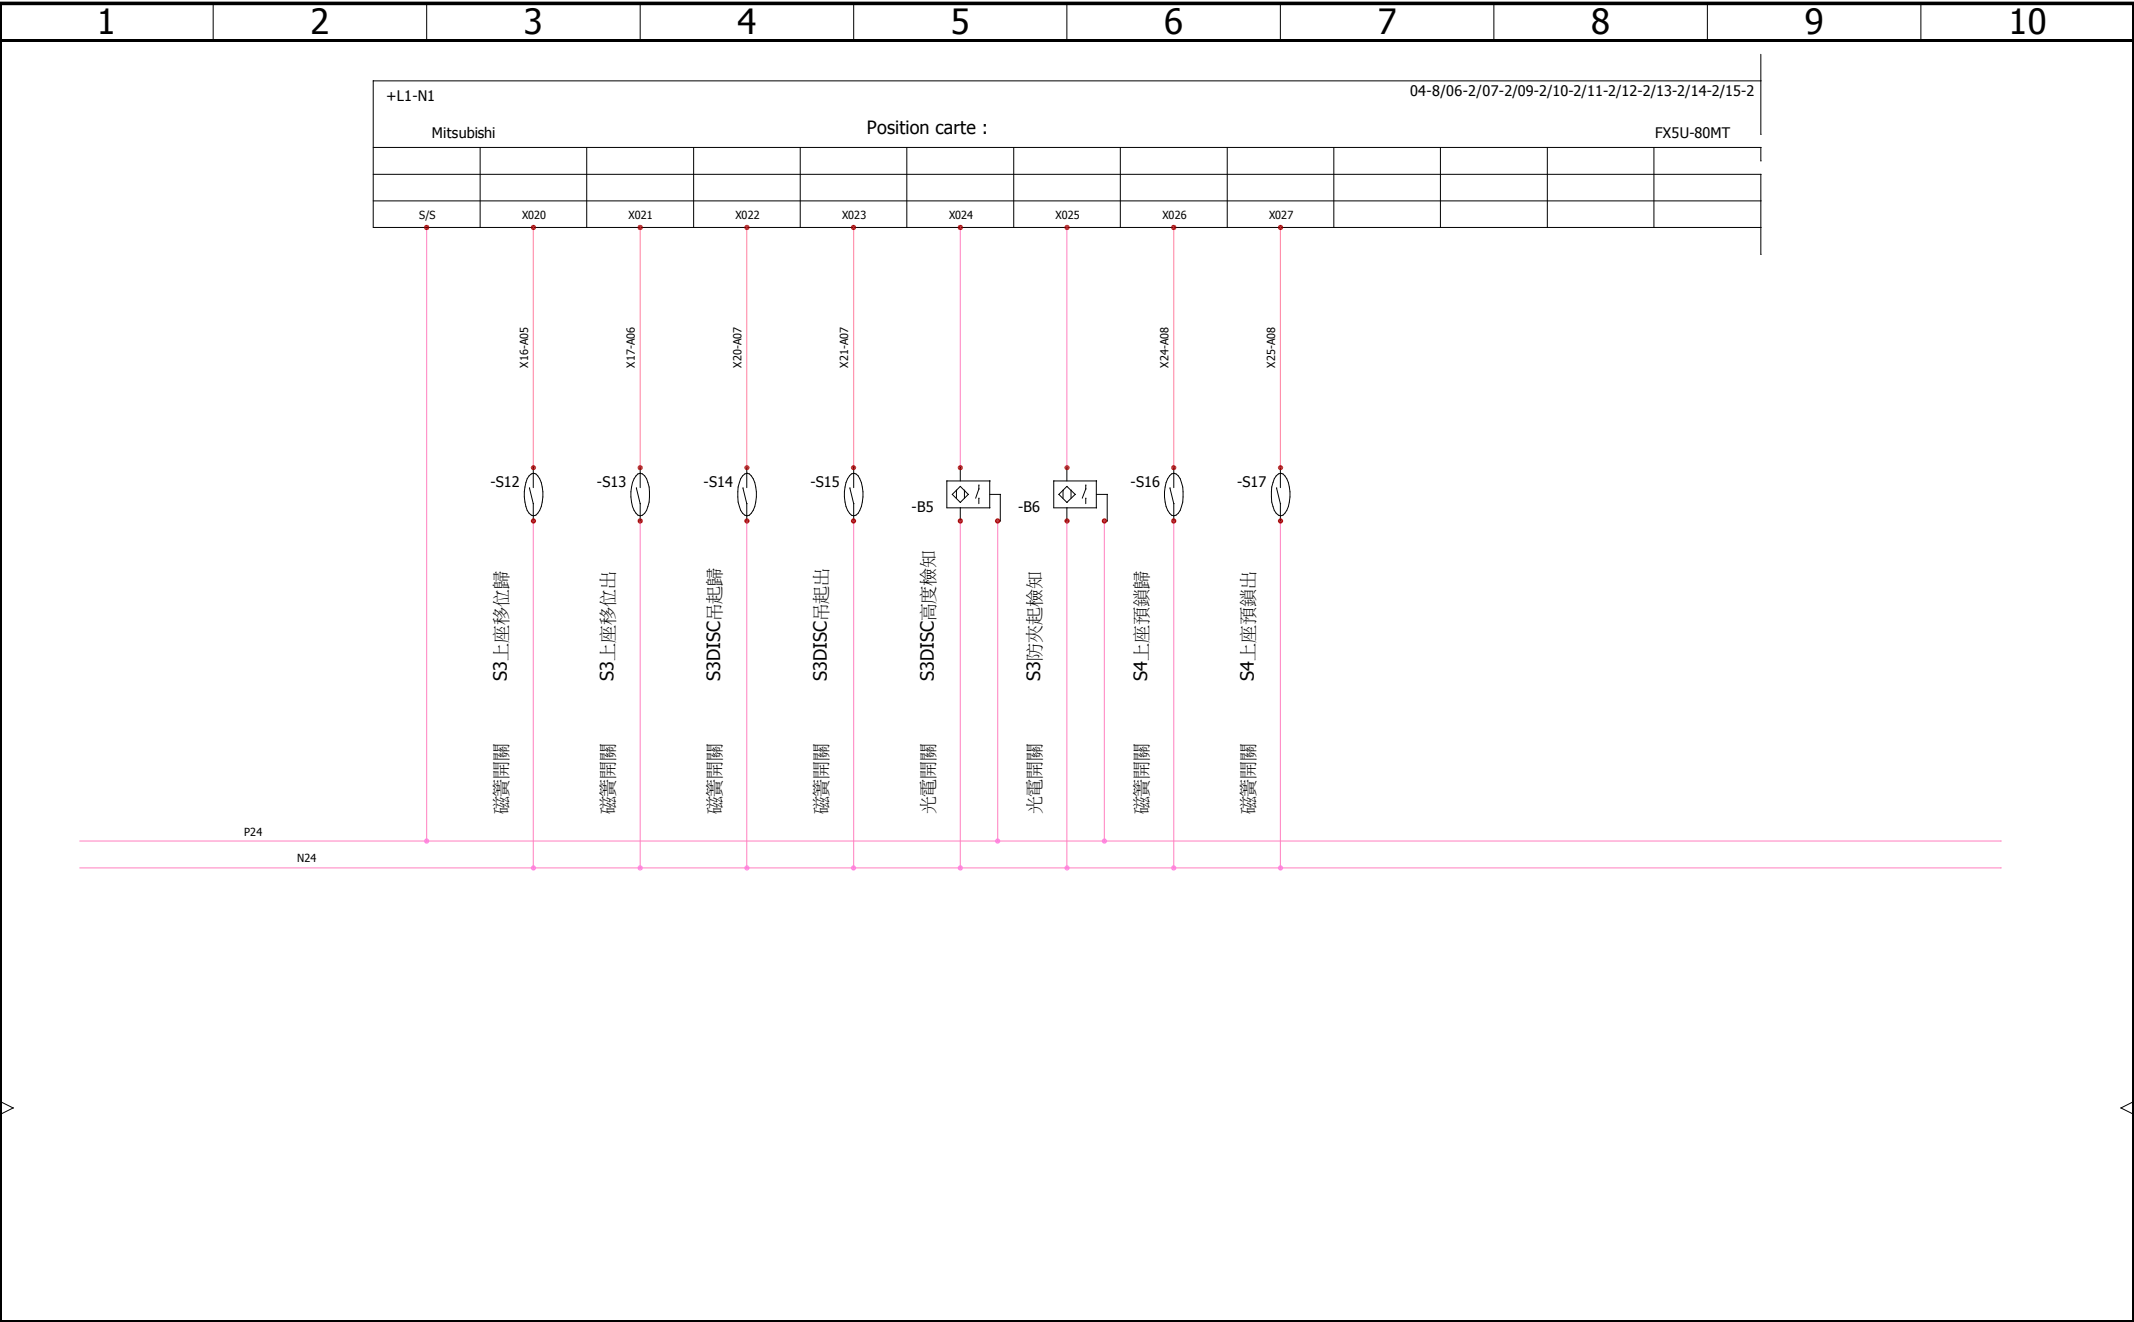 1 2 3 4 5 6 7 8 9 10
+L1-N1 04-8/06-2/07-2/09-2/10-2/11-2/12-2/13-2/14-2/15-2
Mitsubishi Position carte : FX5U-80MT
S/S X020 X021 X022 X023 X024 X025 X026 X027
X16-A05
X17-A06
X20-A07
X21-A07
X24-A08
X25-A08
-S12
-S13
-S14
-S15
-B5
-B6
-S16
-S17
S3上座移位歸
S3上座移位出
S3DISC吊起歸
S3DISC吊起出
S3DISC高度檢知
S3防夾起檢知
S4上座預鎖歸
S4上座預鎖出
磁簧開關
磁簧開關
磁簧開關
磁簧開關
光電開關
光電開關
磁簧開關
磁簧開關
P24
N24